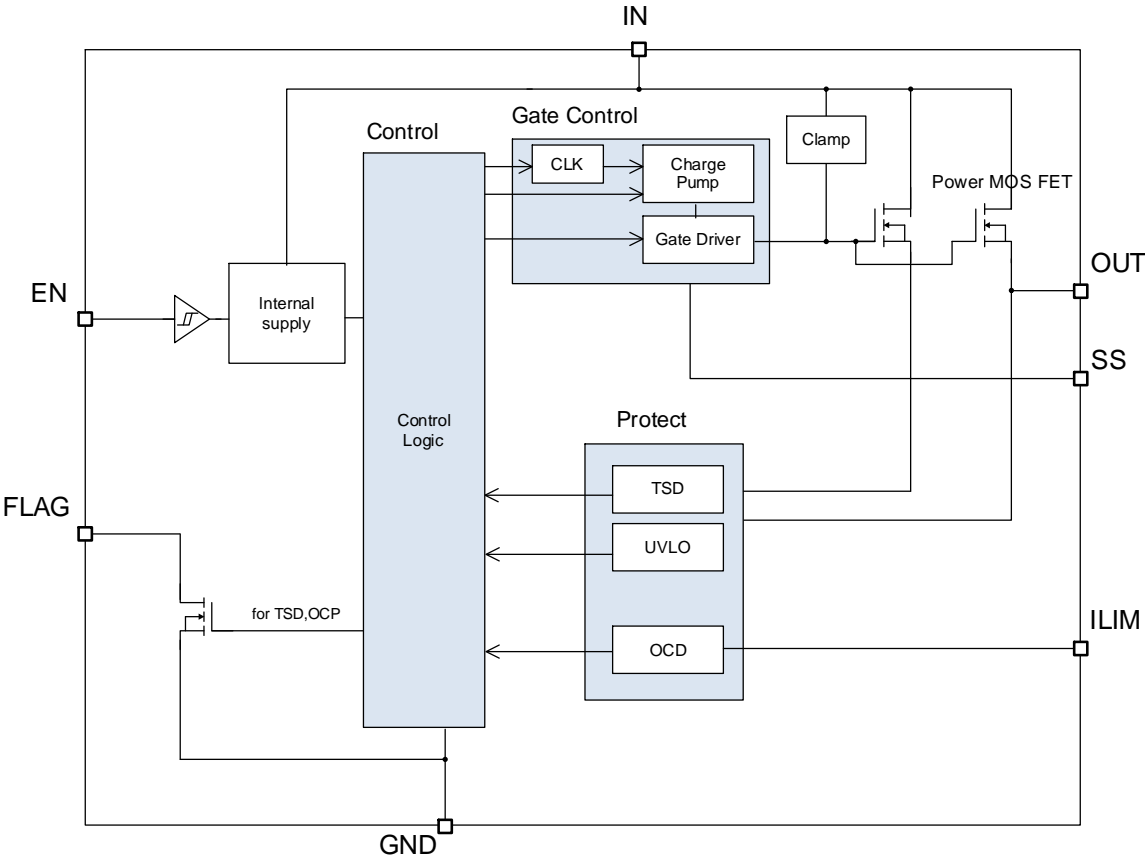 IN
Gate Control
Control
CLK
Charge
Pump
Clamp
Power MOS FET
Gate Driver
OUT
EN
Internal
supply
SS
Control
Logic
Protect
TSD
FLAG
UVLO
for TSD,OCP
ILIM
OCD
GND